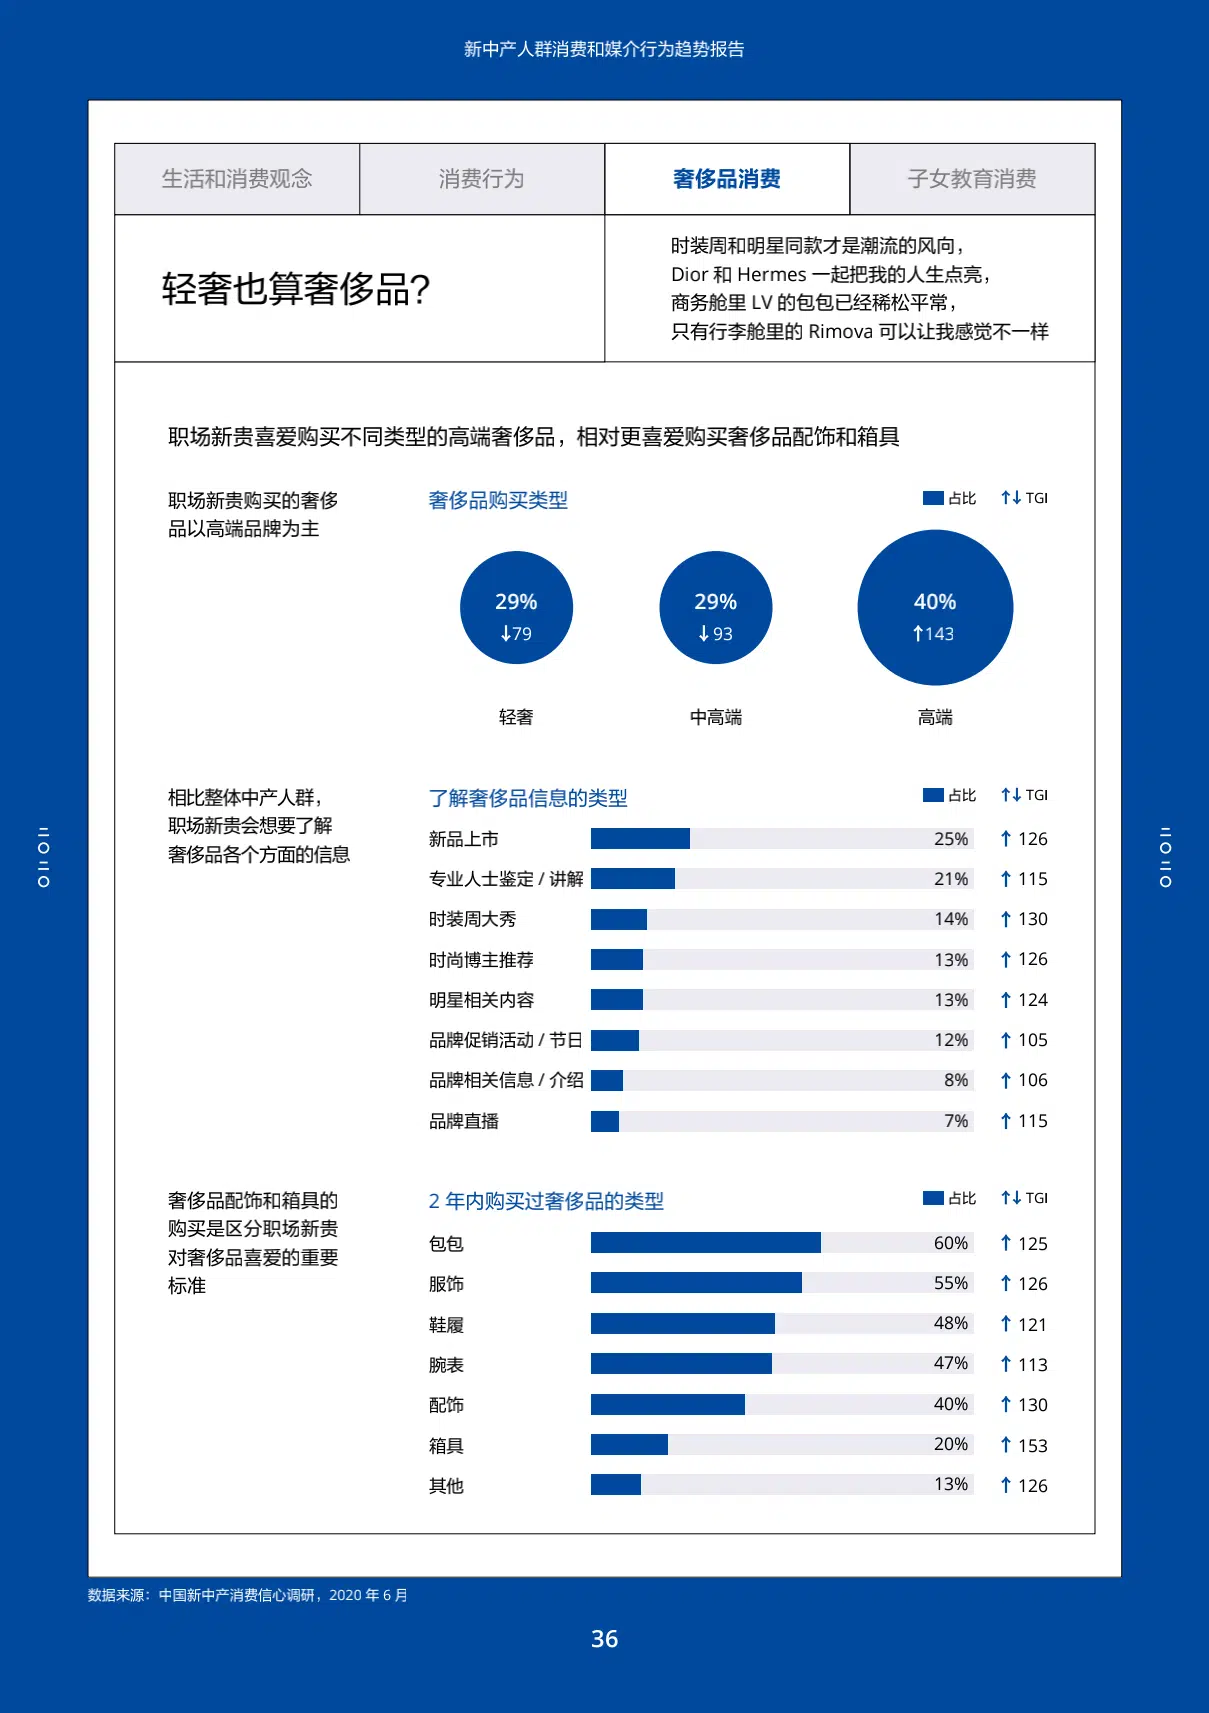 新中产人群消费和媒介行为趋势报告
生活和消费观念
消费行为
奢侈品消费
子女教育消费
轻奢也算奢侈品?
时装周和明星同款才是潮流的风向，
Dior 和 Hermes 一起把我的人生点亮，
商务舱里 LV 的包包已经稀松平常，
只有行李舱里的 Rimova 可以让我感觉不一样
职场新贵喜爱购买不同类型的高端奢侈品，相对更喜爱购买奢侈品配饰和箱具
职场新贵购买的奢侈
品以高端品牌为主
奢侈品购买类型
占比 ↑↓ TGI
29% 29% 40%
↓79 ↓93 ↑143
轻奢 中高端 高端
相比整体中产人群，
职场新贵会想要了解
奢侈品各个方面的信息
了解奢侈品信息的类型
占比 ↑↓ TGI
新品上市 25% ↑ 126
专业人士鉴定 / 讲解 21% ↑ 115
时装周大秀 14% ↑ 130
时尚博主推荐 13% ↑ 126
明星相关内容 13% ↑ 124
品牌促销活动 / 节日 12% ↑ 105
品牌相关信息 / 介绍 8% ↑ 106
品牌直播 7% ↑ 115
奢侈品配饰和箱具的
购买是区分职场新贵
对奢侈品喜爱的重要
标准
2 年内购买过奢侈品的类型
占比 ↑↓ TGI
包包 60% ↑ 125
服饰 55% ↑ 126
鞋履 48% ↑ 121
腕表 47% ↑ 113
配饰 40% ↑ 130
箱具 20% ↑ 153
其他 13% ↑ 126
数据来源：中国新中产消费信心调研，2020 年 6 月
36